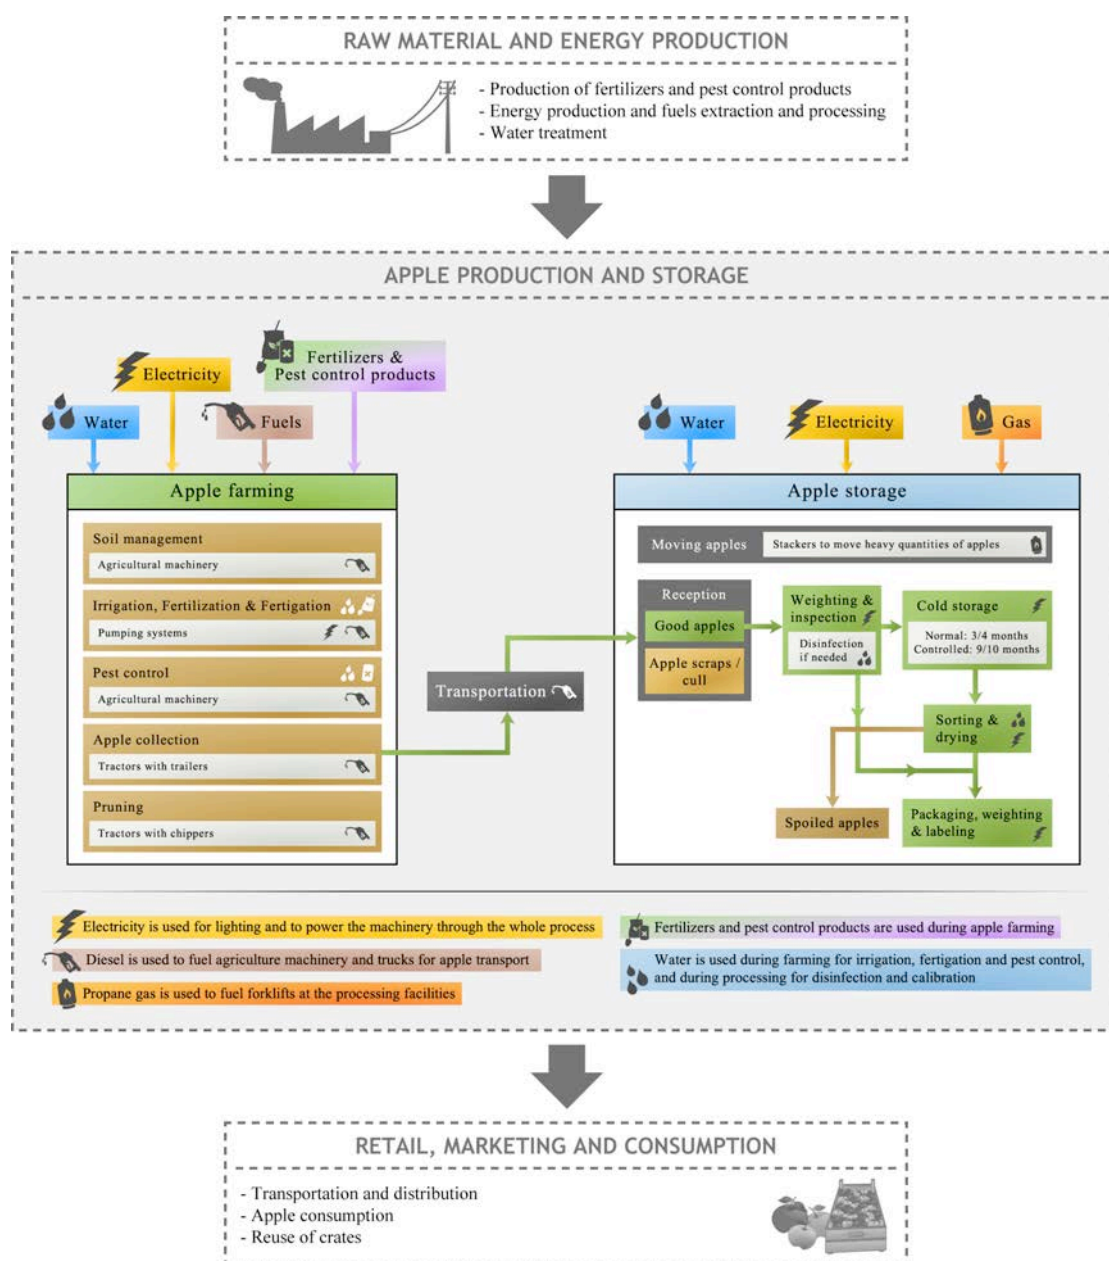 RAW MATERIAL AND ENERGY PRODUCTION
- Production of fertilizers and pest control products
- Energy production and fuels extraction and processing
- Water treatment
APPLE PRODUCTION AND STORAGE
Fertilizers &
Pest control products
Electricity
Water
Fuels
Water
Electricity
Gas
Apple farming
Soil management
Agricultural machinery
Irrigation, Fertilization & Fertigation
Pumping systems
Pest control
Agricultural machinery
Apple collection
Tractors with trailers
Pruning
Tractors with chippers
Transportation
Apple storage
Moving apples
Stackers to move heavy quantities of apples
Reception
Good apples
Apple scraps /
cull
Weighting &
inspection
Disinfection
if needed
Cold storage
Normal: 3/4 months
Controlled: 9/10 months
Sorting &
drying
Spoiled apples
Packaging, weighting
& labeling
Electricity is used for lighting and to power the machinery through the whole process
Diesel is used to fuel agriculture machinery and trucks for apple transport
Propane gas is used to fuel forklifts at the processing facilities
Fertilizers and pest control products are used during apple farming
Water is used during farming for irrigation, fertigation and pest control,
and during processing for disinfection and calibration
RETAIL, MARKETING AND CONSUMPTION
- Transportation and distribution
- Apple consumption
- Reuse of crates